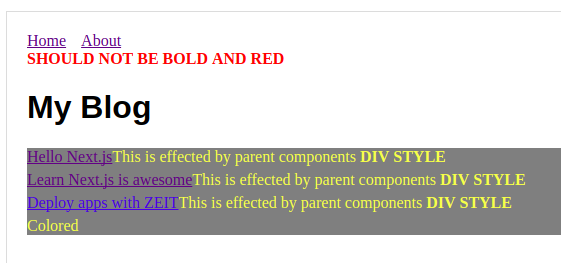 Home About
SHOULD NOT BE BOLD AND RED
My Blog
Hello Next.jsThis is effected by parent components DIV STYLE
Learn Next.js is awesomeThis is effected by parent components DIV STYLE
Deploy apps with ZEITThis is effected by parent components DIV STYLE
Colored